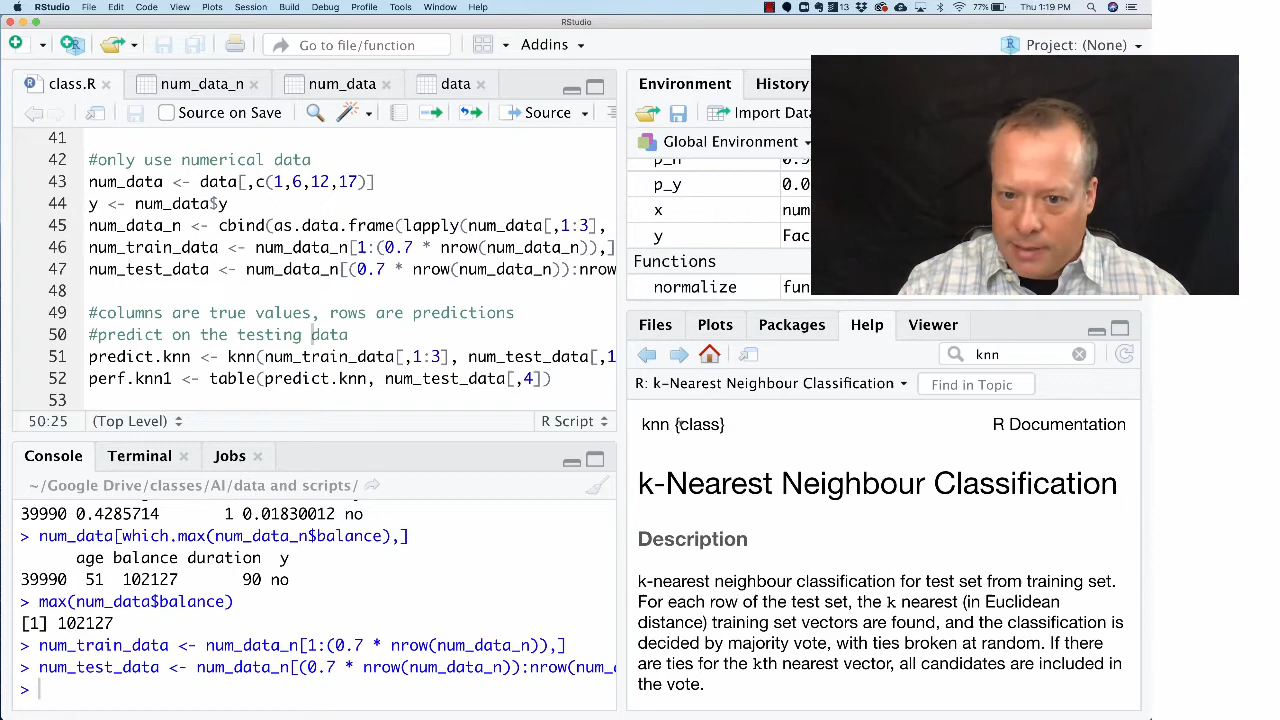 RStudio File Edit Code View Plots Session Build Debug Profile Tools Window Help 13 77% Thu 1:19 PM
RStudio
Go to file/function Addins Project: (None)
class.R num_data_n num_data data
Source on Save Source
41
42 #only use numerical data
43 num_data <- data[,c(1,6,12,17)]
44 y <- num_data$y
45 num_data_n <- cbind(as.data.frame(lapply(num_data[,1:3],
46 num_train_data <- num_data_n[1:(0.7 * nrow(num_data_n)),]
47 num_test_data <- num_data_n[(0.7 * nrow(num_data_n)):nrow
48
49 #columns are true values, rows are predictions
50 #predict on the testing data
51 predict.knn <- knn(num_train_data[,1:3], num_test_data[,1
52 perf.knn1 <- table(predict.knn, num_test_data[,4])
53
50:25 (Top Level) R Script
Console Terminal Jobs
~/Google Drive/classes/AI/data and scripts/
39990 0.4285714 1 0.01830012 no
> num_data[which.max(num_data_n$balance),]
age balance duration y
39990 51 102127 90 no
> max(num_data$balance)
[1] 102127
> num_train_data <- num_data_n[1:(0.7 * nrow(num_data_n)),]
> num_test_data <- num_data_n[(0.7 * nrow(num_data_n)):nrow(num_d
>
Environment History
Import Data
Global Environment
p_n 0.9
p_y 0.0
x num
y Fac
Functions
normalize fun
Files Plots Packages Help Viewer
knn
R: k-Nearest Neighbour Classification Find in Topic
knn {class} R Documentation
k-Nearest Neighbour Classification
Description
k-nearest neighbour classification for test set from training set.
For each row of the test set, the k nearest (in Euclidean
distance) training set vectors are found, and the classification is
decided by majority vote, with ties broken at random. If there
are ties for the kth nearest vector, all candidates are included in
the vote.